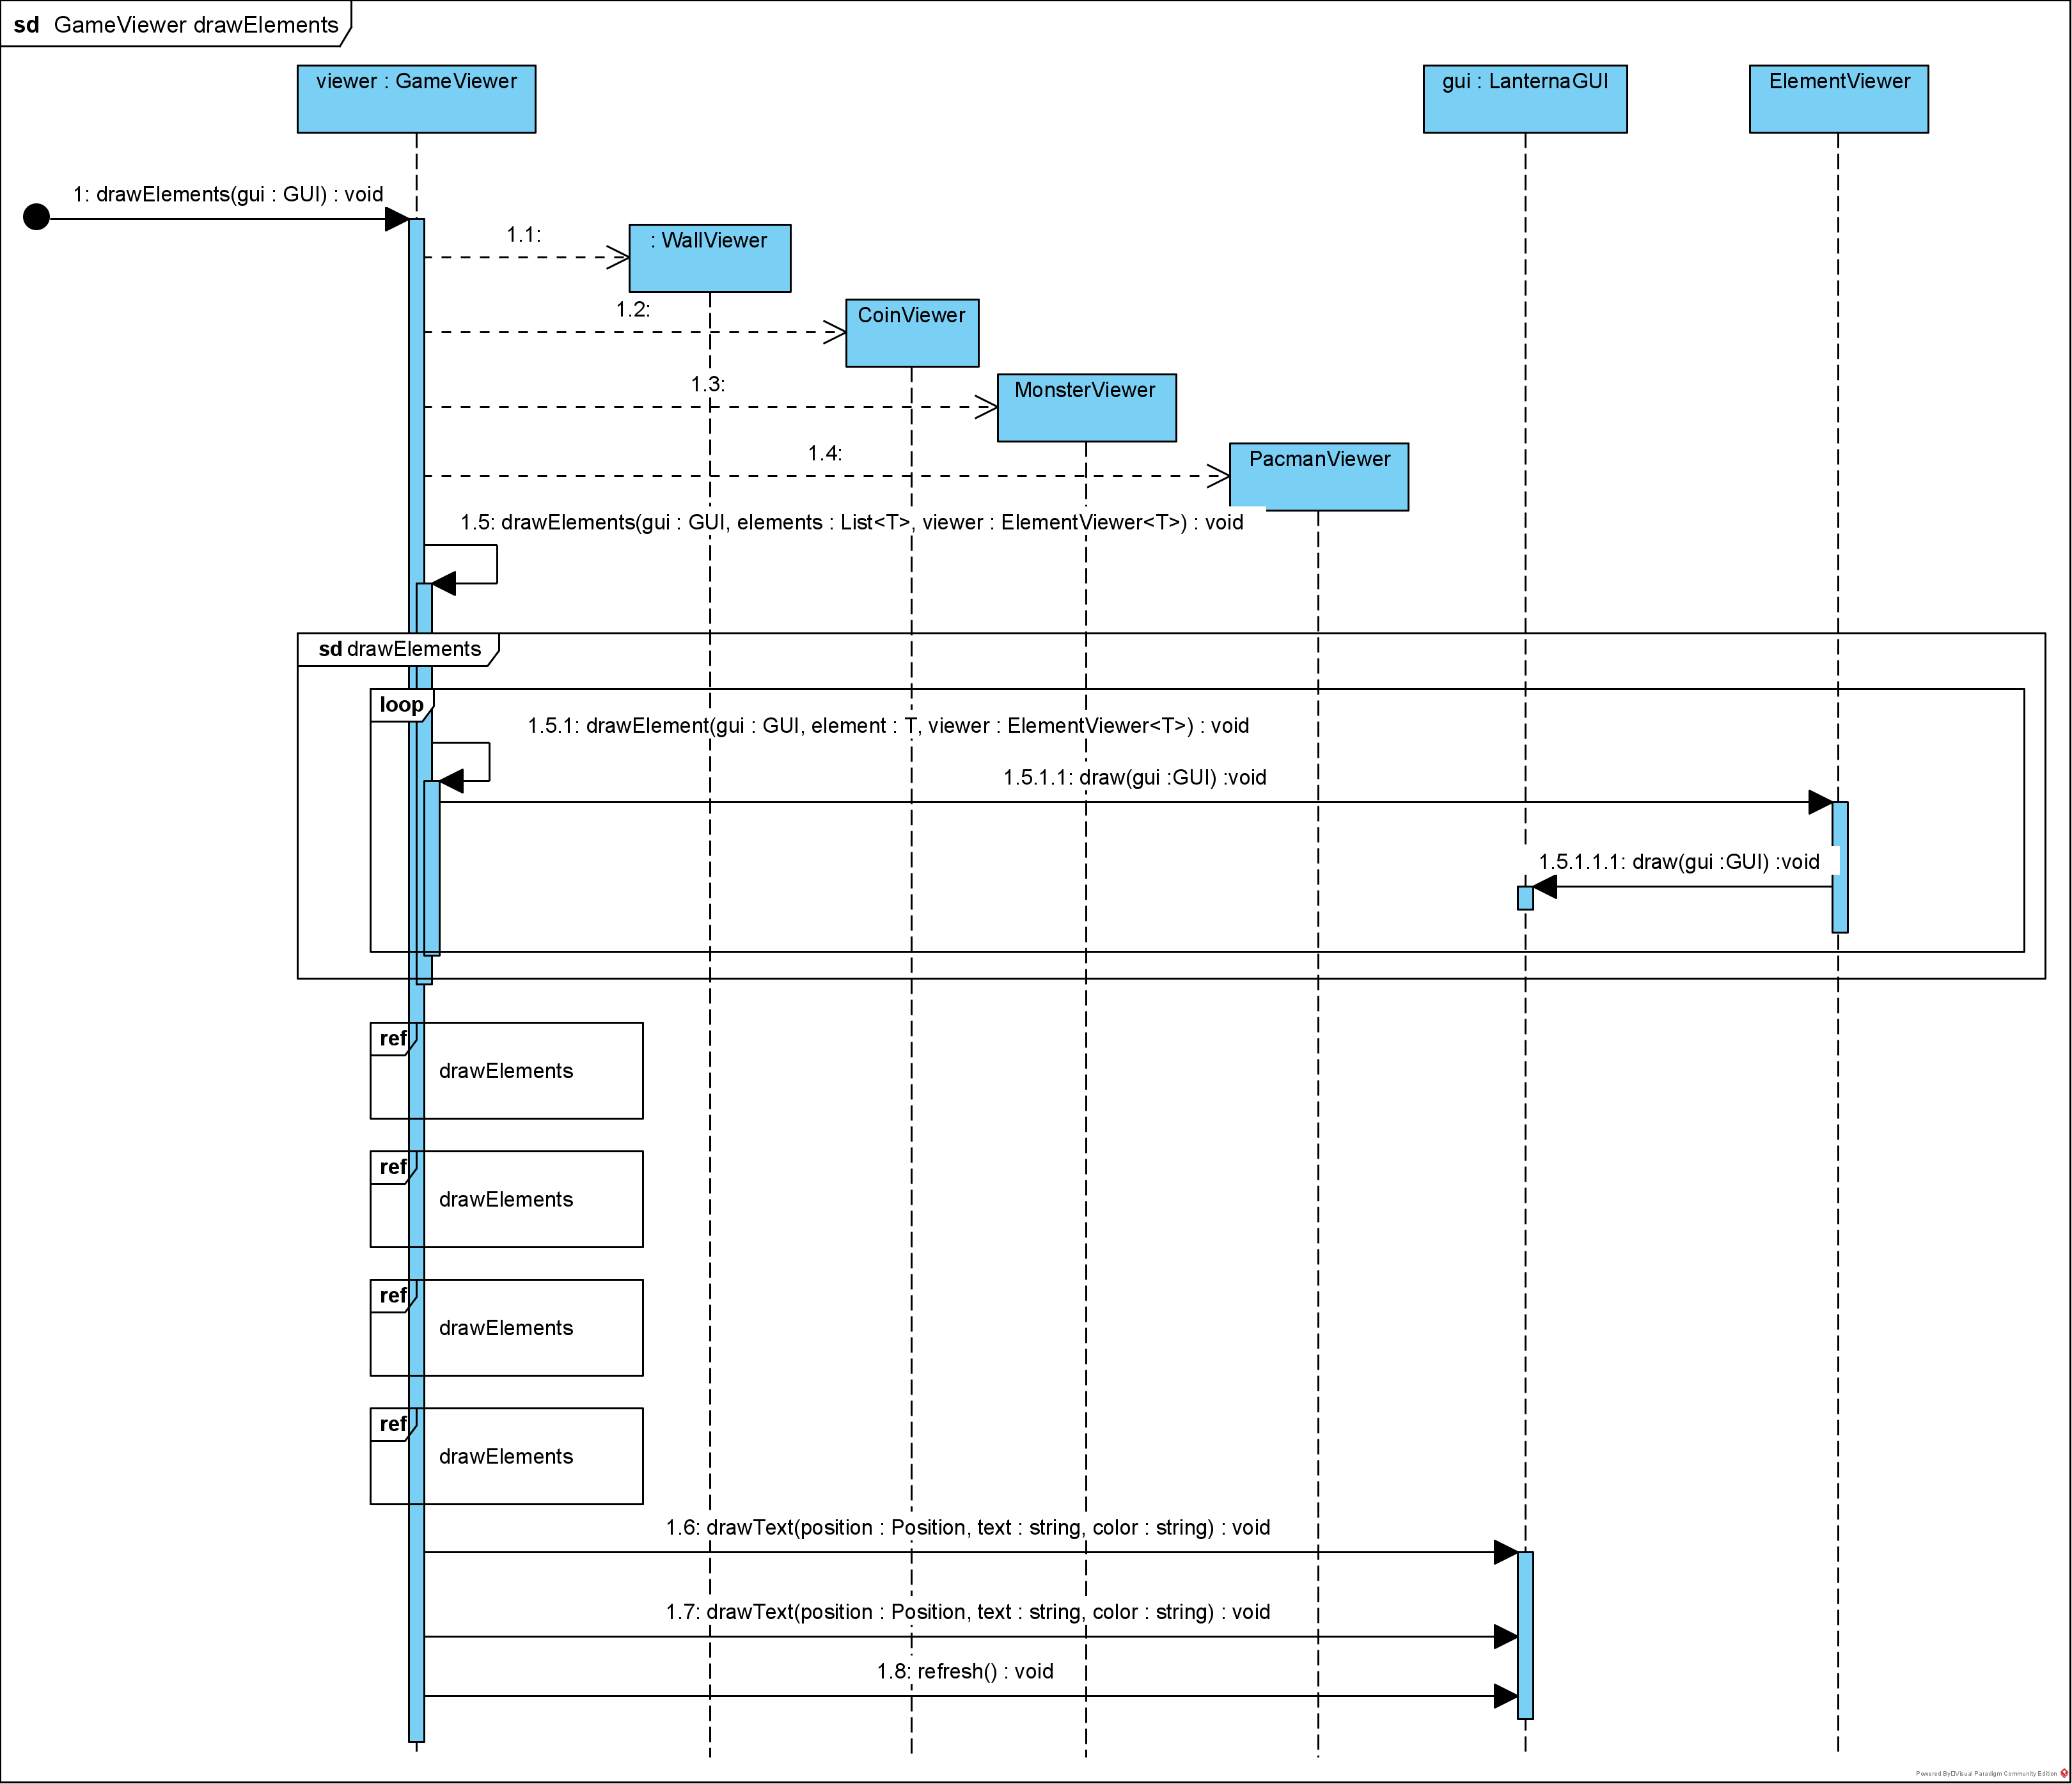 sd GameViewer drawElements
viewer : GameViewer
gui : LanternaGUI
ElementViewer
1: drawElements(gui : GUI) : void
1.1:
: WallViewer
1.2:
CoinViewer
1.3:
MonsterViewer
1.4:
PacmanViewer
1.5: drawElements(gui : GUI, elements : List<T>, viewer : ElementViewer<T>) : void
sd drawElements
loop
1.5.1: drawElement(gui : GUI, element : T, viewer : ElementViewer<T>) : void
1.5.1.1: draw(gui :GUI) :void
1.5.1.1.1: draw(gui :GUI) :void
ref
drawElements
ref
drawElements
ref
drawElements
ref
drawElements
1.6: drawText(position : Position, text : string, color : string) : void
1.7: drawText(position : Position, text : string, color : string) : void
1.8: refresh() : void
Powered By Visual Paradigm Community Edition